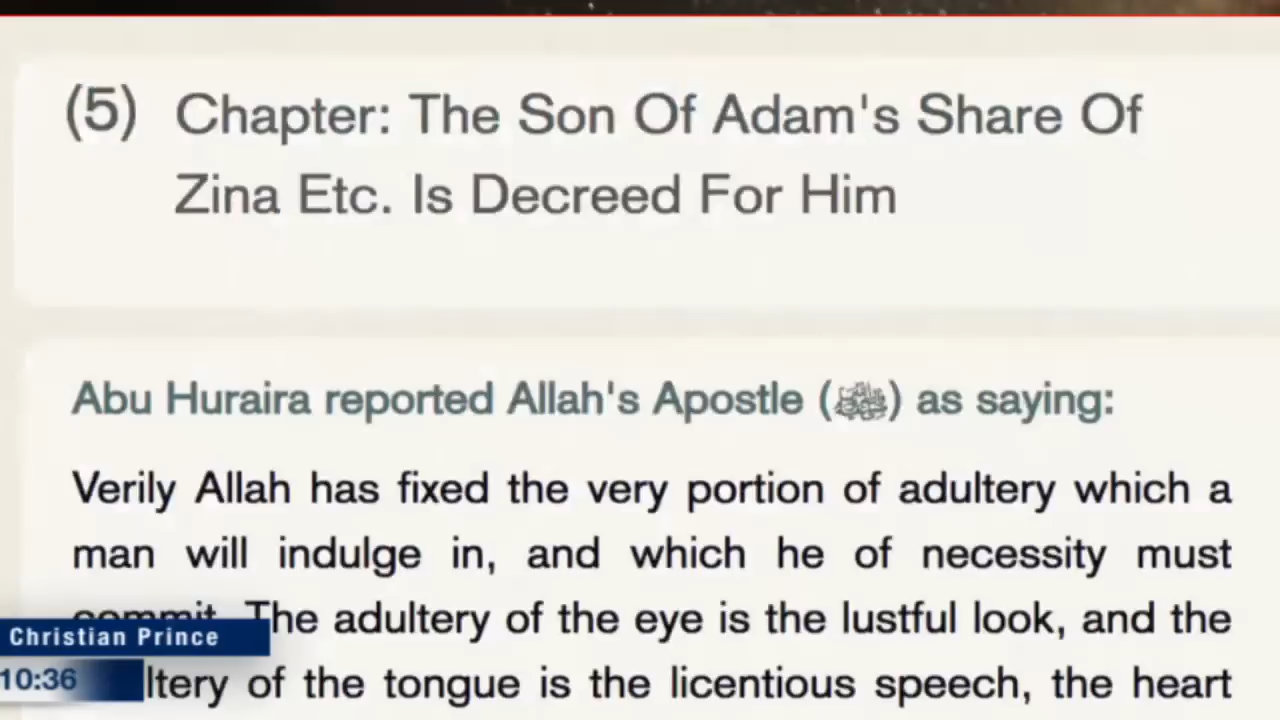 (5) Chapter: The Son Of Adam's Share Of
Zina Etc. Is Decreed For Him
Abu Huraira reported Allah's Apostle (ﷺ) as saying:
Verily Allah has fixed the very portion of adultery which a
man will indulge in, and which he of necessity must
commit. The adultery of the eye is the lustful look, and the
ltery of the tongue is the licentious speech, the heart
Christian Prince
10:36